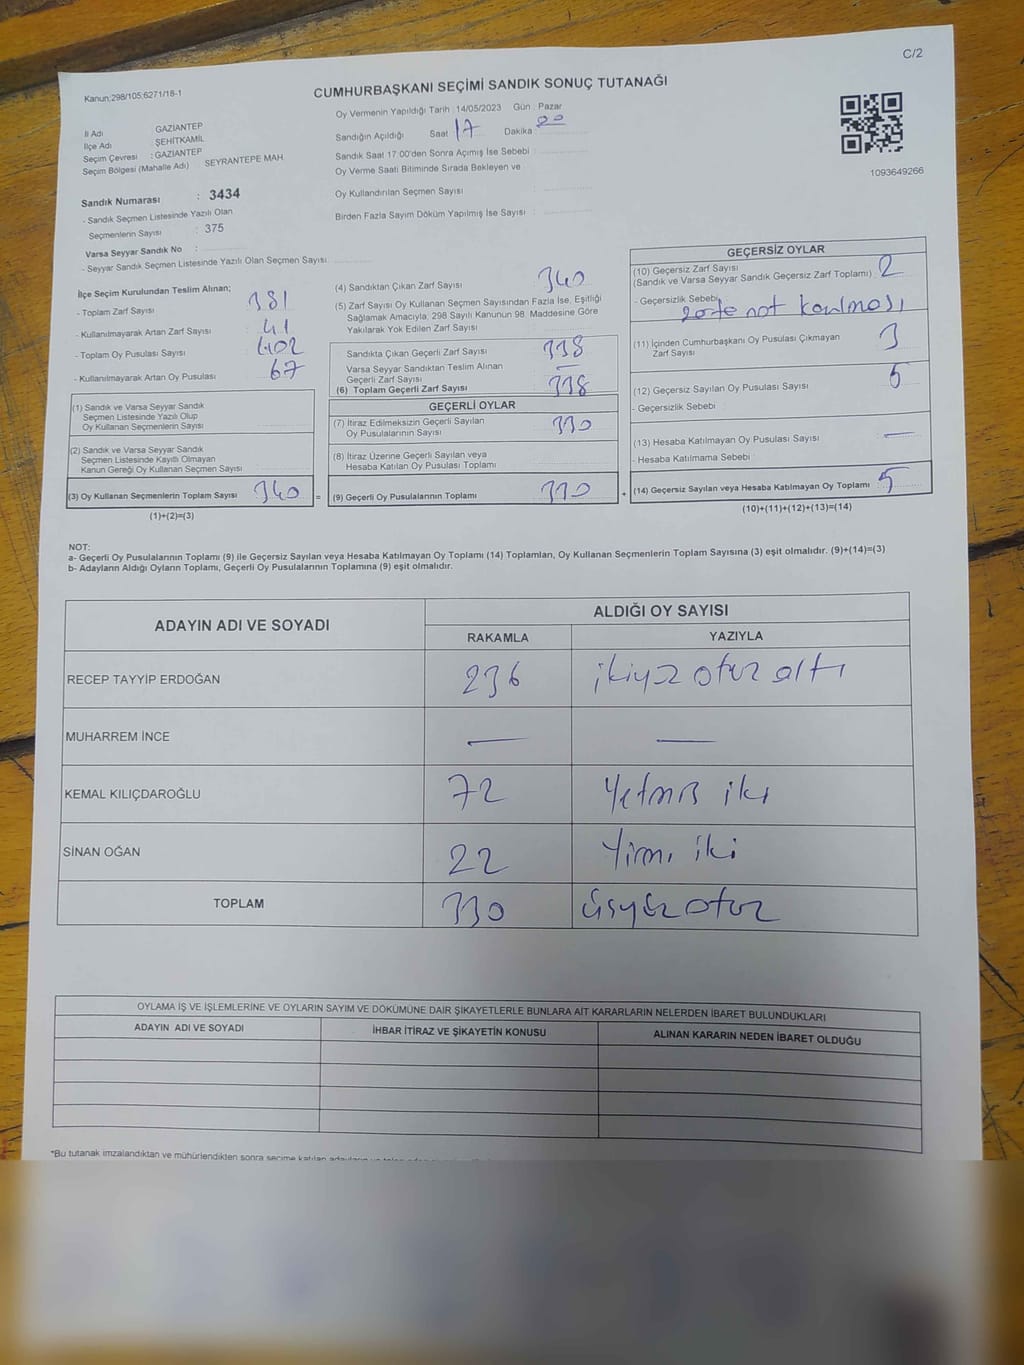 C/2
Kanun:298/105;6271/18-1
CUMHURBAŞKANI SEÇİMİ SANDIK SONUÇ TUTANAĞI
İl Adı GAZİANTEP
İlçe Adı ŞEHİTKAMİL
Seçim Çevresi : GAZİANTEP
Seçim Bölgesi (Mahalle Adı) SEYRANTEPE MAH.
Oy Vermenin Yapıldığı Tarih : 14/05/2023 Gün : Pazar
Sandığın Açıldığı Saat 17 Dakika : 00
Sandık Saat 17:00'den Sonra Açımış İse Sebebi :
Oy Verme Saati Bitiminde Sırada Bekleyen ve
Oy Kullandırılan Seçmen Sayısı :
Birden Fazla Sayım Döküm Yapılmış İse Sayısı :
1093649266
Sandık Numarası : 3434
- Sandık Seçmen Listesinde Yazılı Olan
Seçmenlerin Sayısı : 375
Varsa Seyyar Sandık No :
- Seyyar Sandık Seçmen Listesinde Yazılı Olan Seçmen Sayısı
İlçe Seçim Kurulundan Teslim Alınan;
- Toplam Zarf Sayısı : 381
- Kullanılmayarak Artan Zarf Sayısı : 41
- Toplam Oy Pusulası Sayısı : 402
- Kullanılmayarak Artan Oy Pusulası : 67
(1) Sandık ve Varsa Seyyar Sandık
Seçmen Listesinde Yazılı Olup
Oy Kullanan Seçmenlerin Sayısı :
(2) Sandık ve Varsa Seyyar Sandık
Seçmen Listesinde Kayıtlı Olmayan
Kanun Gereği Oy Kullanan Seçmen Sayısı :
(3) Oy Kullanan Seçmenlerin Toplam Sayısı : 340 =
(1)+(2)=(3)
(4) Sandıktan Çıkan Zarf Sayısı : 340
(5) Zarf Sayısı Oy Kullanan Seçmen Sayısından Fazla İse, Eşitliği
Sağlamak Amacıyla, 298 Sayılı Kanunun 98. Maddesine Göre
Yakılarak Yok Edilen Zarf Sayısı :
Sandıkta Çıkan Geçerli Zarf Sayısı : 338
Varsa Seyyar Sandıktan Teslim Alınan
Geçerli Zarf Sayısı : —
(6) Toplam Geçerli Zarf Sayısı : 338
GEÇERLİ OYLAR
(7) İtiraz Edilmeksizin Geçerli Sayılan
Oy Pusulalarının Sayısı : 330
(8) İtiraz Üzerine Geçerli Sayılan veya
Hesaba Katılan Oy Pusulası Toplamı :
(9) Geçerli Oy Pusulalarının Toplamı : 330 +
GEÇERSİZ OYLAR
(10) Geçersiz Zarf Sayısı
(Sandık ve Varsa Seyyar Sandık Geçersiz Zarf Toplamı) : 2
- Geçersizlik Sebebi : not konlması
(11) İçinden Cumhurbaşkanı Oy Pusulası Çıkmayan
Zarf Sayısı : 3
(12) Geçersiz Sayılan Oy Pusulası Sayısı : 5
- Geçersizlik Sebebi :
(13) Hesaba Katılmayan Oy Pusulası Sayısı : —
- Hesaba Katılmama Sebebi :
(14) Geçersiz Sayılan veya Hesaba Katılmayan Oy Toplamı : 5
(10)+(11)+(12)+(13)=(14)
NOT:
a- Geçerli Oy Pusulalarının Toplamı (9) ile Geçersiz Sayılan veya Hesaba Katılmayan Oy Toplamı (14) Toplamları, Oy Kullanan Seçmenlerin Toplam Sayısına (3) eşit olmalıdır. (9)+(14)=(3)
b- Adayların Aldığı Oyların Toplamı, Geçerli Oy Pusulalarının Toplamına (9) eşit olmalıdır.
ADAYIN ADI VE SOYADI ALDIĞI OY SAYISI
RAKAMLA YAZIYLA
RECEP TAYYİP ERDOĞAN 236 ikiyüz otuz altı
MUHARREM İNCE — —
KEMAL KILIÇDAROĞLU 72 Yetmiş iki
SİNAN OĞAN 22 Yirmi iki
TOPLAM 330 üçyüz otuz
OYLAMA İŞ VE İŞLEMLERİNE VE OYLARIN SAYIM VE DÖKÜMÜNE DAİR ŞİKAYETLERLE BUNLARA AİT KARARLARIN NELERDEN İBARET BULUNDUKLARI
ADAYIN ADI VE SOYADI İHBAR İTİRAZ VE ŞİKAYETİN KONUSU ALINAN KARARIN NEDEN İBARET OLDUĞU
*Bu tutanak imzalandıktan ve mühürlendikten sonra seçime katılan adayların